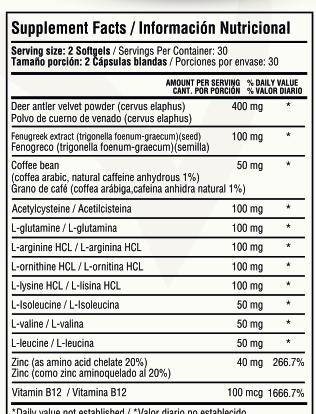 Supplement Facts / Información Nutricional
Serving size: 2 Softgels / Servings Per Container: 30
Tamaño porción: 2 Cápsulas blandas / Porciones por envase: 30
AMOUNT PER SERVING % DAILY VALUE
CANT. POR PORCIÓN % VALOR DIARIO
Deer antler velvet powder (cervus elaphus) 400 mg *
Polvo de cuerno de venado (cervus elaphus)
Fenugreek extract (trigonella foenum-graecum)(seed) 100 mg *
Fenogreco (trigonella foenum-graecum)(semilla)
Coffee bean 50 mg *
(coffea arabic, natural caffeine anhydrous 1%)
Grano de café (coffea arábiga,cafeína anhidra natural 1%)
Acetylcysteine / Acetilcisteina 100 mg *
L-glutamine / L-glutamina 100 mg *
L-arginine HCL / L-arginina HCL 100 mg *
L-ornithine HCL / L-ornitina HCL 100 mg *
L-lysine HCL / L-lisina HCL 100 mg *
L-Isoleucine / L-Isoleucina 50 mg *
L-valine / L-valina 50 mg *
L-leucine / L-leucina 50 mg *
Zinc (as amino acid chelate 20%) 40 mg 266.7%
Zinc (como zinc aminoquelado al 20%)
Vitamin B12 / Vitamina B12 100 mcg 1666.7%
*Daily value not established / *Valor diario no establecido